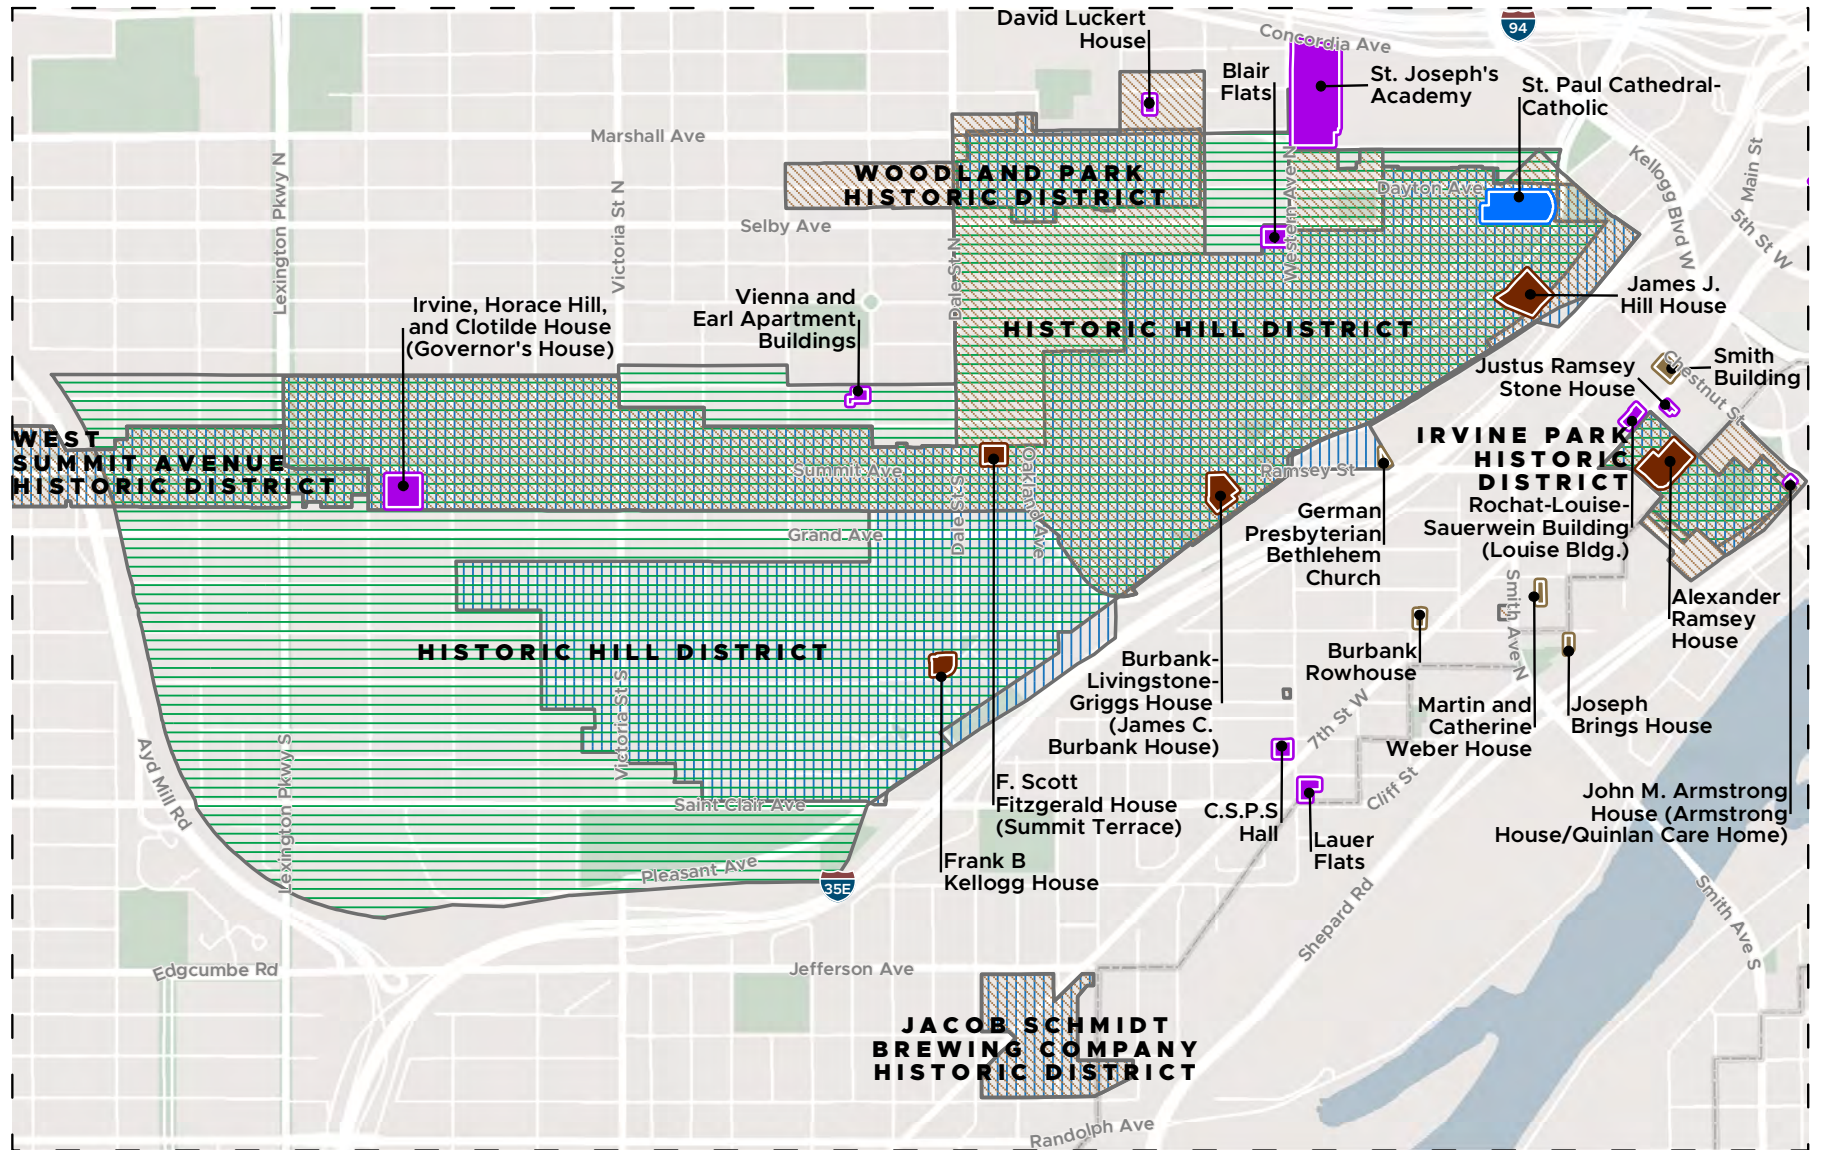 David Luckert
House
Concordia Ave
94
Blair
Flats
St. Joseph's
Academy
St. Paul Cathedral-
Catholic
Marshall Ave
Kellogg Blvd W
Main St
5th St W
WOODLAND PARK
HISTORIC DISTRICT
Dayton Ave
Selby Ave
Western Ave N
Lexington Pkwy N
Victoria St N
Dale St N
Irvine, Horace Hill,
and Clotilde House
(Governor's House)
Vienna and
Earl Apartment
Buildings
HISTORIC HILL DISTRICT
James J.
Hill House
Justus Ramsey
Stone House
Smith
Building
Chestnut St
WEST
SUMMIT AVENUE
HISTORIC DISTRICT
Summit Ave
Oakland Ave
Ramsey St
IRVINE PARK
HISTORIC
DISTRICT
Rochat-Louise-
Sauerwein Building
(Louise Bldg.)
German
Presbyterian
Bethlehem
Church
Grand Ave
Dale St S
Smith Ave N
Alexander
Ramsey
House
HISTORIC HILL DISTRICT
Victoria St S
Burbank-
Livingstone-
Griggs House
(James C.
Burbank House)
Burbank
Rowhouse
Martin and
Catherine
Weber House
Joseph
Brings House
7th St W
Cliff St
Ayd Mill Rd
Lexington Pkwy S
Saint Clair Ave
F. Scott
Fitzgerald House
(Summit Terrace)
C.S.P.S
Hall
Lauer
Flats
John M. Armstrong
House (Armstrong
House/Quinlan Care Home)
Pleasant Ave
35E
Frank B
Kellogg House
Shepard Rd
Smith Ave S
Edgcumbe Rd
Jefferson Ave
JACOB SCHMIDT
BREWING COMPANY
HISTORIC DISTRICT
Randolph Ave